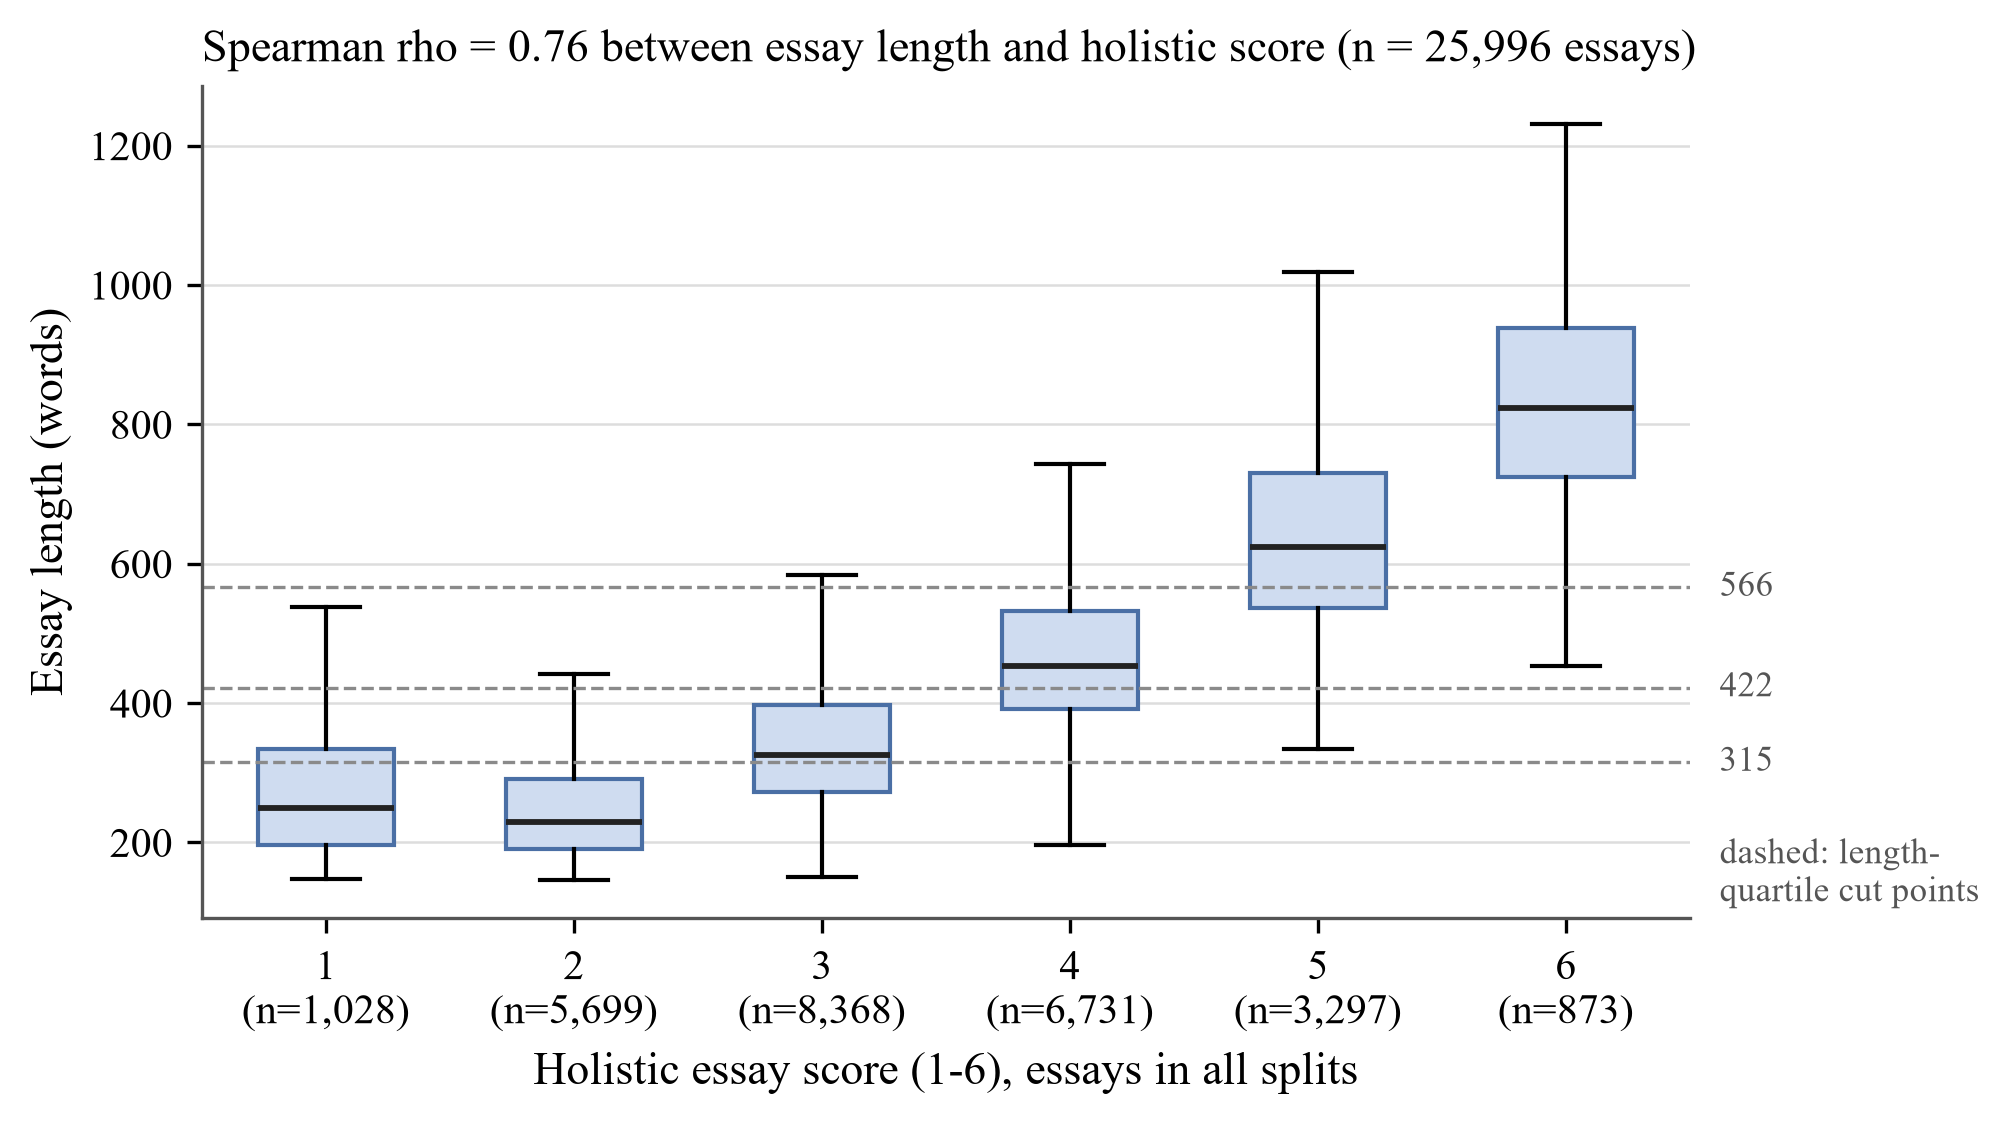 Spearman rho = 0.76 between essay length and holistic score (n = 25,996 essays)
Essay length (words)
1200
1000
800
600
400
200
566
422
315
dashed: length-
quartile cut points
1 2 3 4 5 6
(n=1,028) (n=5,699) (n=8,368) (n=6,731) (n=3,297) (n=873)
Holistic essay score (1-6), essays in all splits